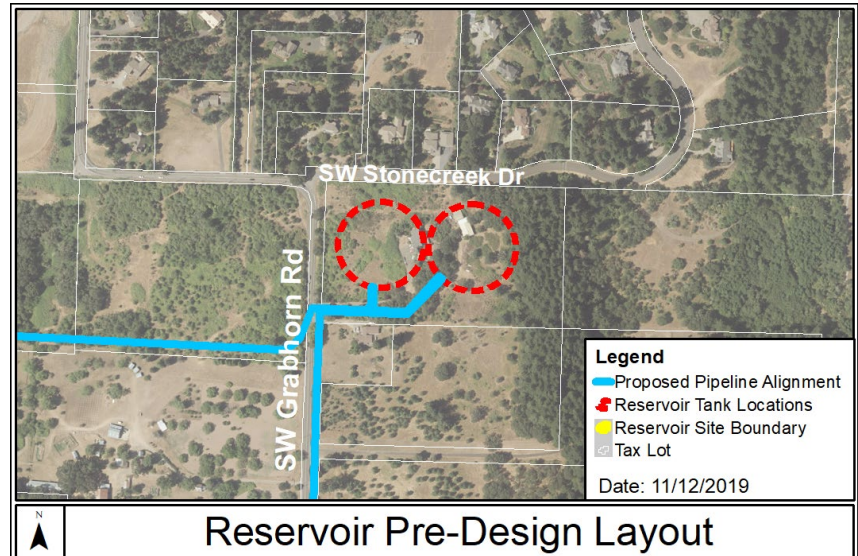 SW Stonecreek Dr
SW Grabhorn Rd
Legend
Proposed Pipeline Alignment
Reservoir Tank Locations
Reservoir Site Boundary
Tax Lot
Date: 11/12/2019
N
Reservoir Pre-Design Layout